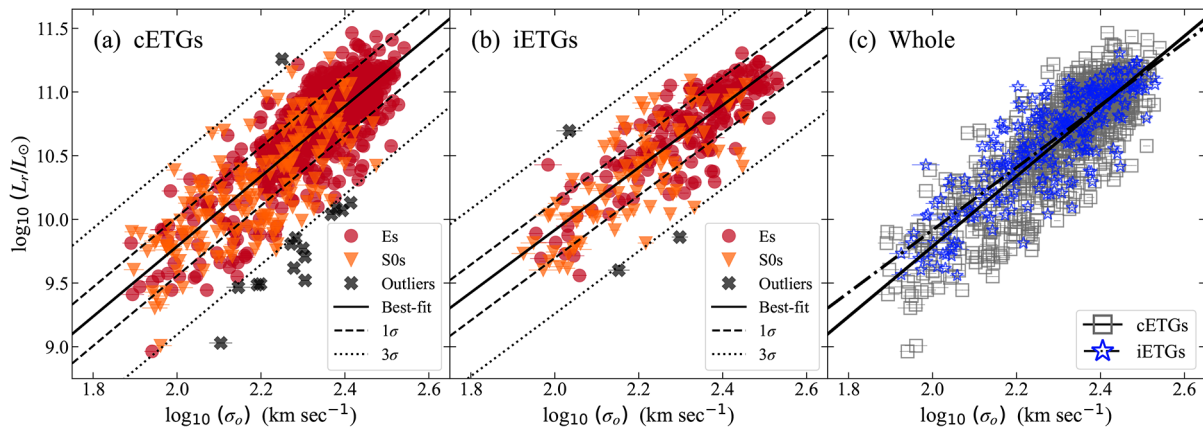 (a) cETGs
(b) iETGs
(c) Whole
log₁₀ (Lᵣ/L⊙)
11.5
11.0
10.5
10.0
9.5
9.0
Es
S0s
Outliers
Best-fit
1σ
3σ
Es
S0s
Outliers
Best-fit
1σ
3σ
cETGs
iETGs
1.8 2.0 2.2 2.4 2.6
1.8 2.0 2.2 2.4 2.6
1.8 2.0 2.2 2.4 2.6
log₁₀ (σₒ) (km sec⁻¹)
log₁₀ (σₒ) (km sec⁻¹)
log₁₀ (σₒ) (km sec⁻¹)